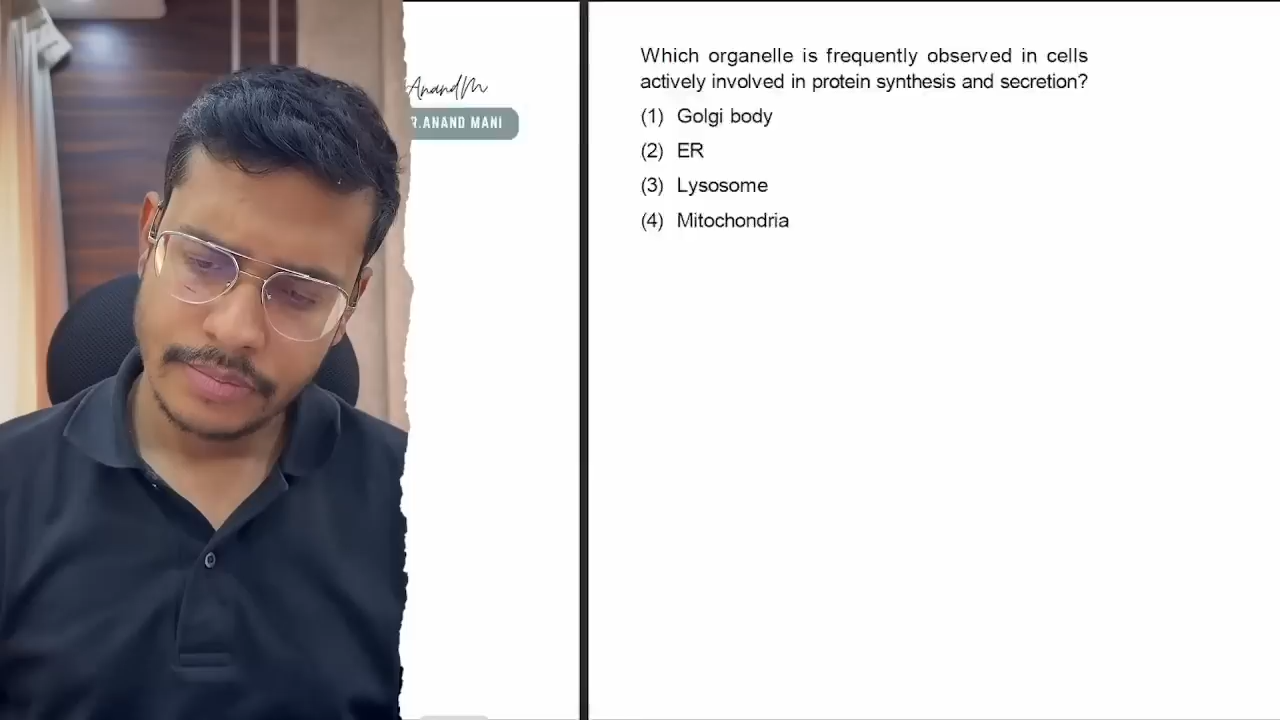 AnandM
R.ANAND MANI
Which organelle is frequently observed in cells
actively involved in protein synthesis and secretion?
(1) Golgi body
(2) ER
(3) Lysosome
(4) Mitochondria